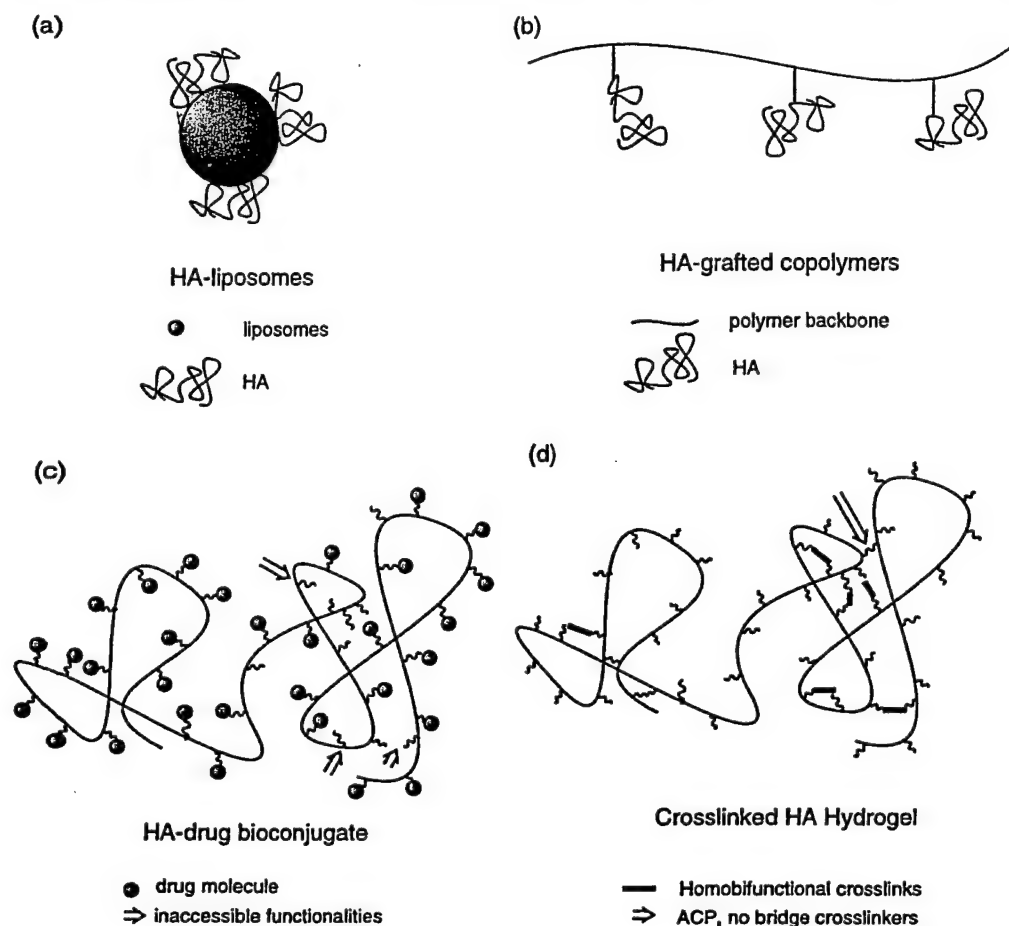 (a)
HA-liposomes
liposomes
HA
(b)
HA-grafted copolymers
polymer backbone
HA
(c)
HA-drug bioconjugate
drug molecule
inaccessible functionalities
(d)
Crosslinked HA Hydrogel
Homobifunctional crosslinks
ACP, no bridge crosslinkers